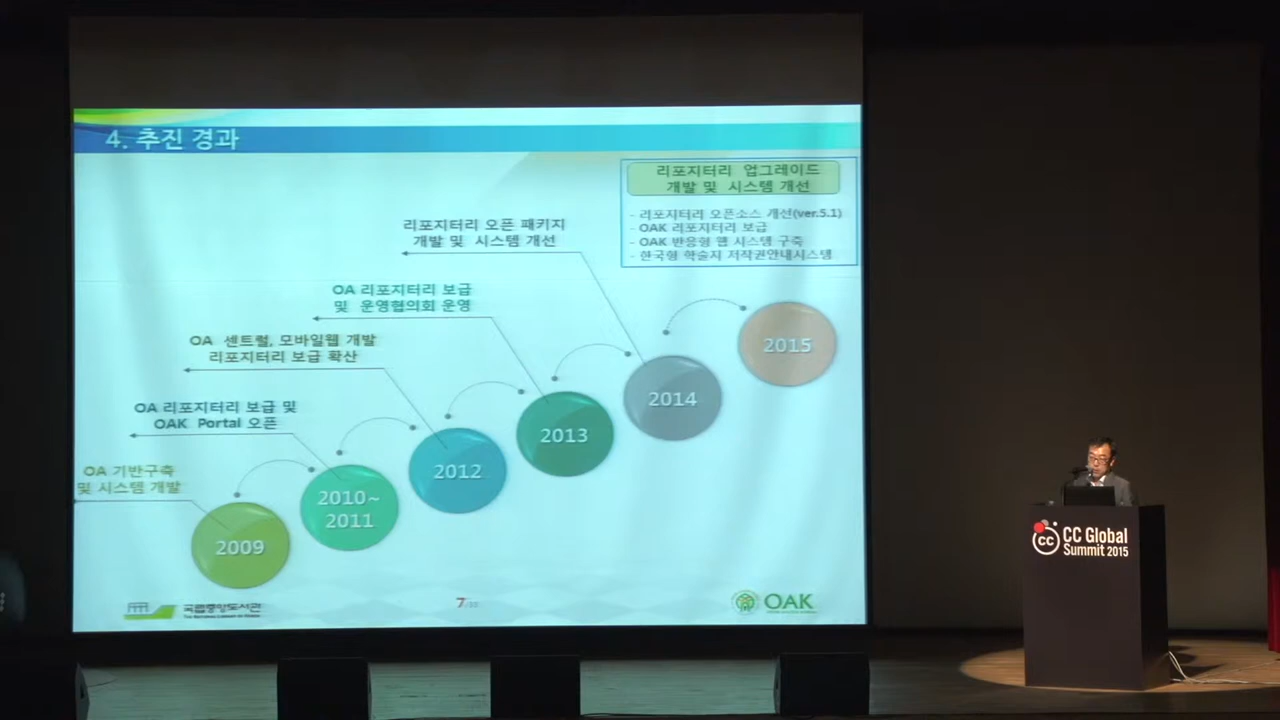 4. 추진 경과
리포지터리 업그레이드
개발 및 시스템 개선
- 리포지터리 오픈소스 개선(ver.5.1)
- OAK 리포지터리 보급
- OAK 반응형 웹 시스템 구축
- 한국형 학술지 저작권안내시스템
리포지터리 오픈 패키지
개발 및 시스템 개선
OA 리포지터리 보급
및 운영협의회 운영
OA 센트럴, 모바일웹 개발
리포지터리 보급 확산
OA 리포지터리 보급 및
OAK Portal 오픈
OA 기반구축
및 시스템 개발
2015
2014
2013
2012
2010~
2011
2009
국립중앙도서관
7
OAK
CC Global
Summit 2015
cc